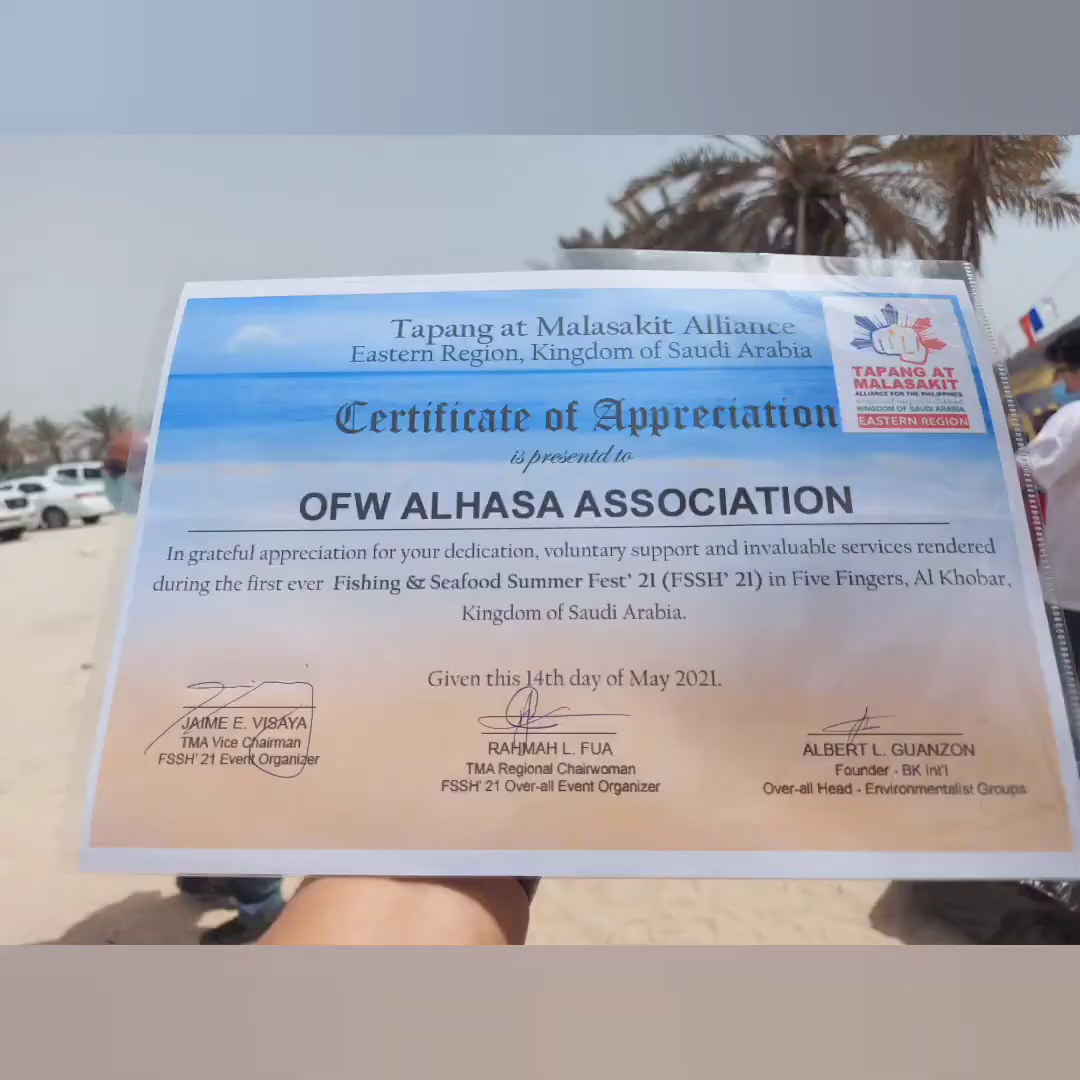 Tapang at Malasakit Alliance
Eastern Region, Kingdom of Saudi Arabia
TAPANG AT
MALASAKIT
ALLIANCE FOR THE PHILIPPINES
KINGDOM OF SAUDI ARABIA
EASTERN REGION
Certificate of Appreciation
is presentd to
OFW ALHASA ASSOCIATION
In grateful appreciation for your dedication, voluntary support and invaluable services rendered
during the first ever Fishing & Seafood Summer Fest' 21 (FSSH' 21) in Five Fingers, Al Khobar,
Kingdom of Saudi Arabia.
Given this 14th day of May 2021.
JAIME E. VISAYA
TMA Vice Chairman
FSSH' 21 Event Organizer
RAHMAH L. FUA
TMA Regional Chairwoman
FSSH' 21 Over-all Event Organizer
ALBERT L. GUANZON
Founder - BK Int'l
Over-all Head - Environmentalist Groups